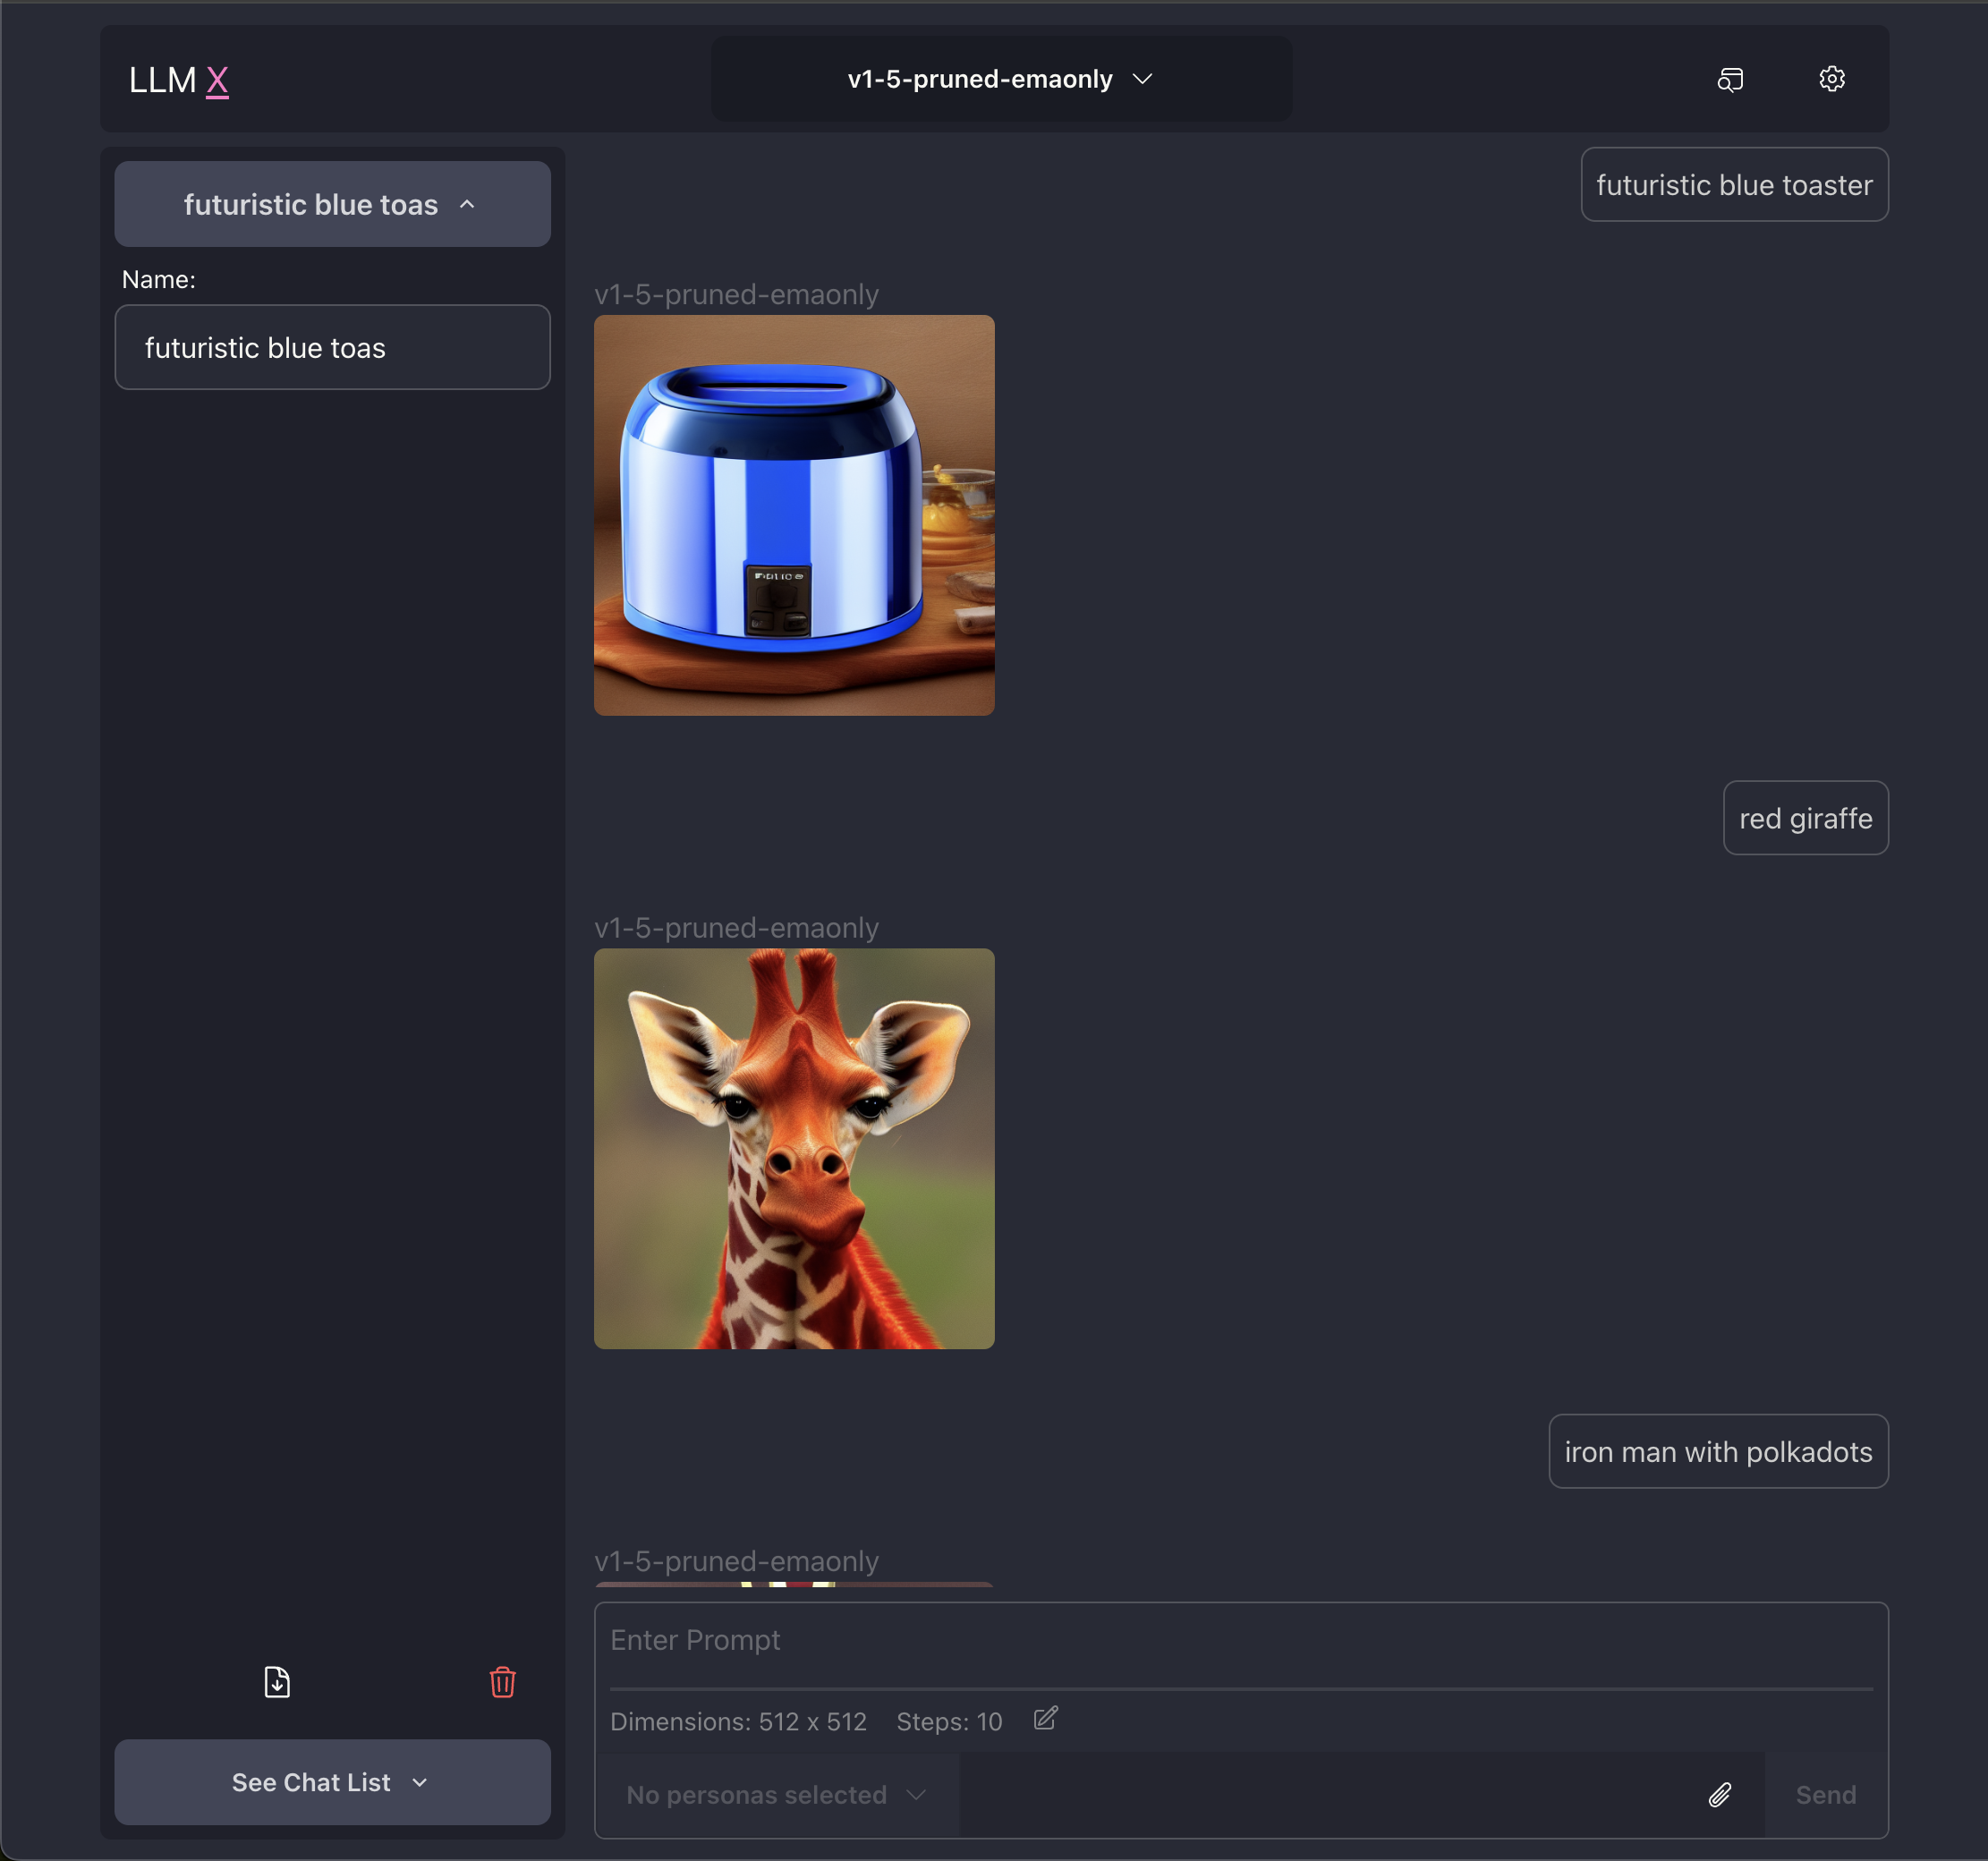 LLM X
v1-5-pruned-emaonly
futuristic blue toas
Name:
futuristic blue toas
futuristic blue toaster
v1-5-pruned-emaonly
red giraffe
v1-5-pruned-emaonly
iron man with polkadots
v1-5-pruned-emaonly
Enter Prompt
Dimensions: 512 x 512 Steps: 10
No personas selected
Send
See Chat List